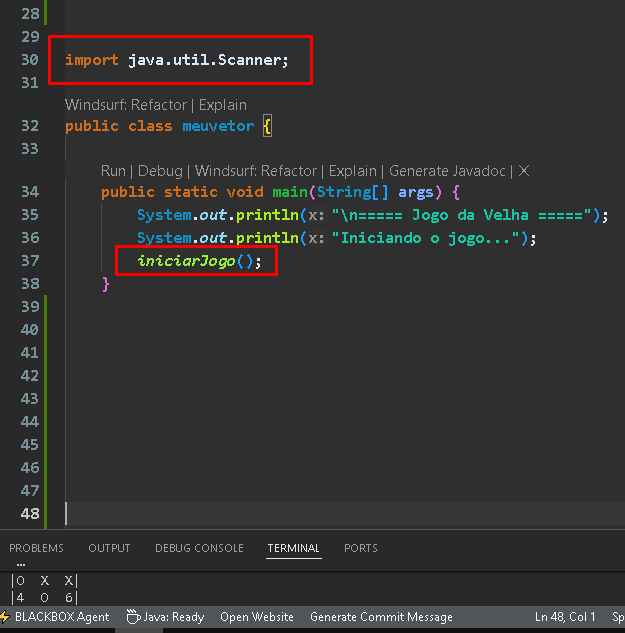 28
29
30 import java.util.Scanner;
31
Windsurf: Refactor | Explain
32 public class meuvetor {
33
Run | Debug | Windsurf: Refactor | Explain | Generate Javadoc | X
34 public static void main(String[] args) {
35 System.out.println(x: "\n===== Jogo da Velha =====");
36 System.out.println(x: "Iniciando o jogo...");
37 iniciarJogo();
38 }
39
40
41
42
43
44
45
46
47
48
PROBLEMS OUTPUT DEBUG CONSOLE TERMINAL PORTS
...
|O X X|
|4 O 6|
BLACKBOX Agent Java: Ready Open Website Generate Commit Message Ln 48, Col 1 Sp